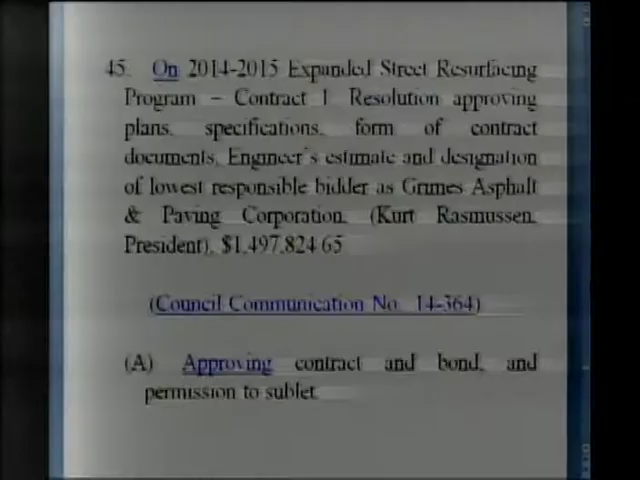 45. On 2014-2015 Expanded Street Resurfacing
Program – Contract 1 Resolution approving
plans, specifications, form of contract
documents, Engineer's estimate and designation
of lowest responsible bidder as Grimes Asphalt
& Paving Corporation, (Kurt Rasmussen,
President), $1,497,824.65
(Council Communication No. 14-364)
(A) Approving contract and bond, and
permission to sublet.